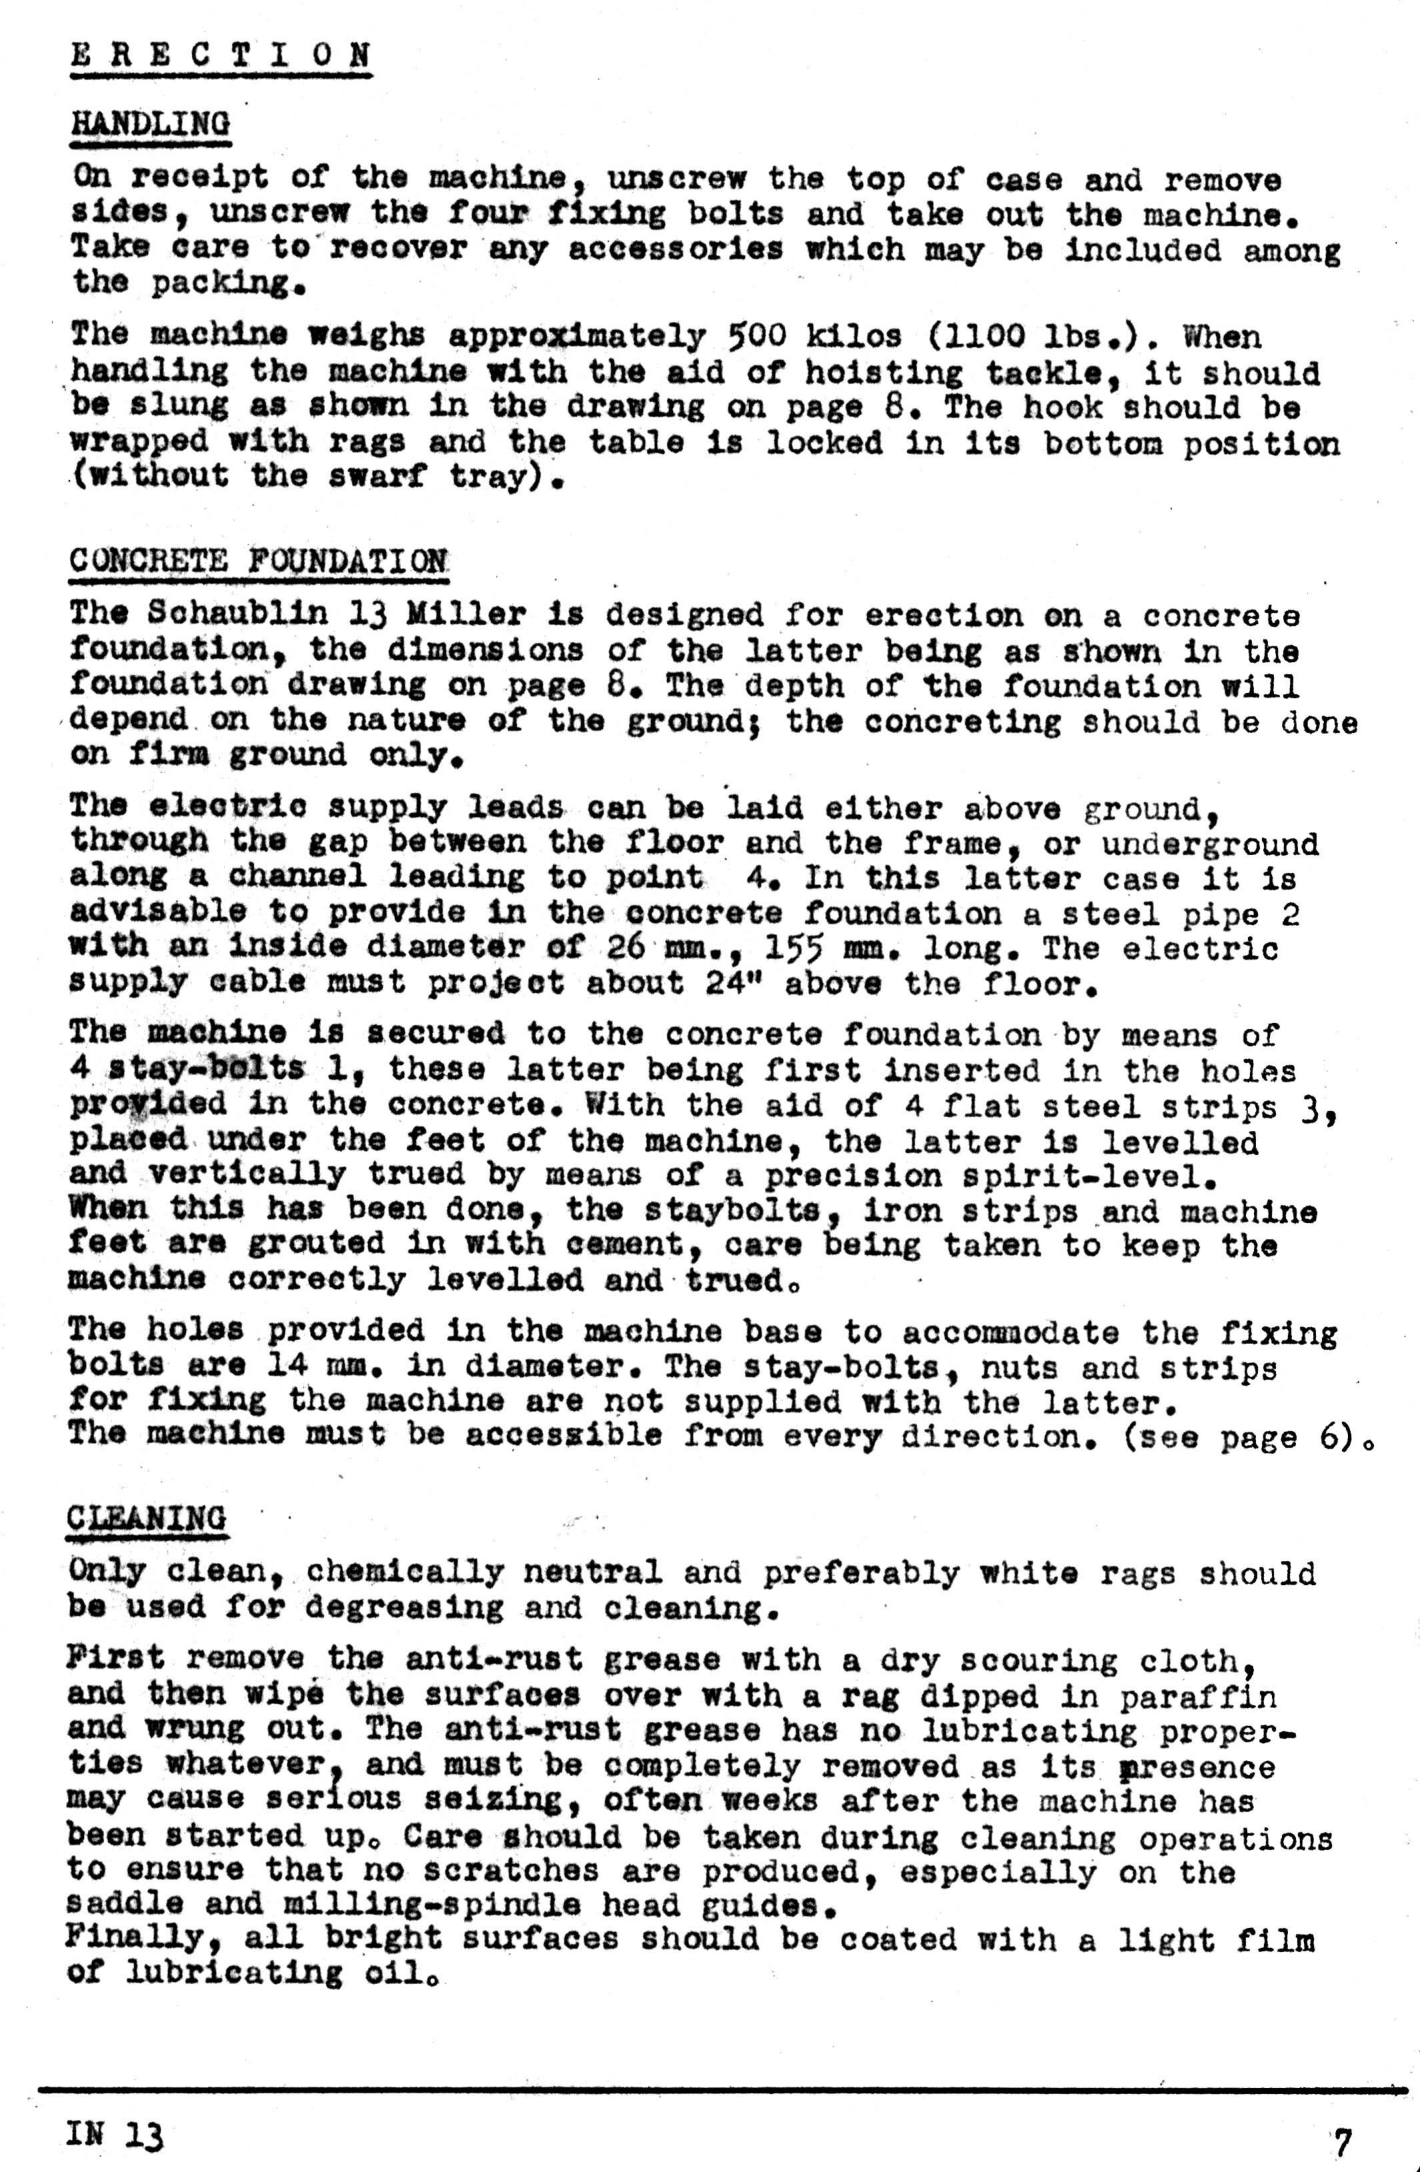 E R E C T I O N
HANDLING
On receipt of the machine, unscrew the top of case and remove
sides, unscrew the four fixing bolts and take out the machine.
Take care to recover any accessories which may be included among
the packing.
The machine weighs approximately 500 kilos (1100 lbs.). When
handling the machine with the aid of hoisting tackle, it should
be slung as shown in the drawing on page 8. The hook should be
wrapped with rags and the table is locked in its bottom position
(without the swarf tray).
CONCRETE FOUNDATION
The Schaublin 13 Miller is designed for erection on a concrete
foundation, the dimensions of the latter being as shown in the
foundation drawing on page 8. The depth of the foundation will
depend on the nature of the ground; the concreting should be done
on firm ground only.
The electric supply leads can be laid either above ground,
through the gap between the floor and the frame, or underground
along a channel leading to point 4. In this latter case it is
advisable to provide in the concrete foundation a steel pipe 2
with an inside diameter of 26 mm., 155 mm. long. The electric
supply cable must project about 24" above the floor.
The machine is secured to the concrete foundation by means of
4 stay-bolts 1, these latter being first inserted in the holes
provided in the concrete. With the aid of 4 flat steel strips 3,
placed under the feet of the machine, the latter is levelled
and vertically trued by means of a precision spirit-level.
When this has been done, the staybolts, iron strips and machine
feet are grouted in with cement, care being taken to keep the
machine correctly levelled and trued.
The holes provided in the machine base to accommodate the fixing
bolts are 14 mm. in diameter. The stay-bolts, nuts and strips
for fixing the machine are not supplied with the latter.
The machine must be accessible from every direction. (see page 6).
CLEANING
Only clean, chemically neutral and preferably white rags should
be used for degreasing and cleaning.
First remove the anti-rust grease with a dry scouring cloth,
and then wipe the surfaces over with a rag dipped in paraffin
and wrung out. The anti-rust grease has no lubricating proper-
ties whatever, and must be completely removed as its presence
may cause serious seizing, often weeks after the machine has
been started up. Care should be taken during cleaning operations
to ensure that no scratches are produced, especially on the
saddle and milling-spindle head guides.
Finally, all bright surfaces should be coated with a light film
of lubricating oil.
IN 13
7